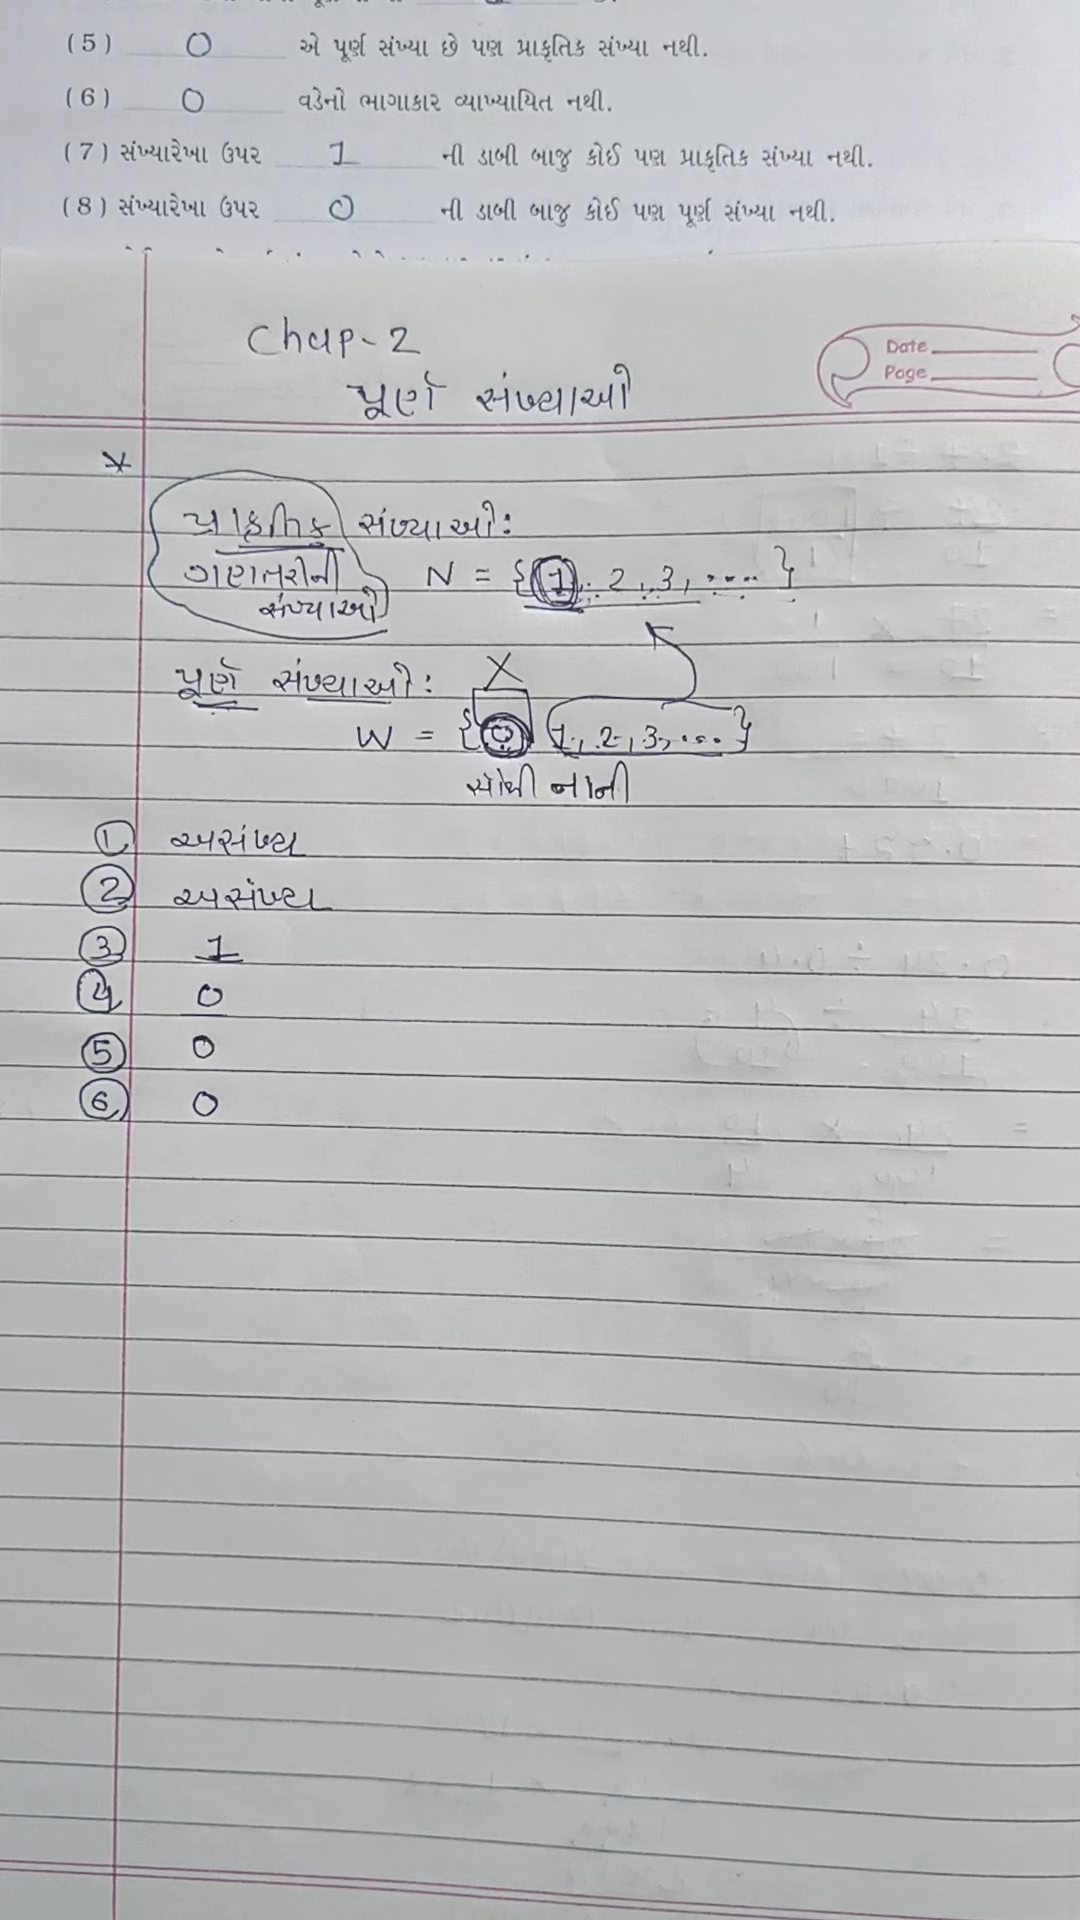 (5) 0 એ પૂર્ણ સંખ્યા છે પણ પ્રાકૃતિક સંખ્યા નથી.
(6) 0 વડેનો ભાગાકાર વ્યાખ્યાયિત નથી.
(7) સંખ્યારેખા ઉપર 1 ની ડાબી બાજુ કોઈ પણ પ્રાકૃતિક સંખ્યા નથી.
(8) સંખ્યારેખા ઉપર 0 ની ડાબી બાજુ કોઈ પણ પૂર્ણ સંખ્યા નથી.
Chap-2
Date
Page
પૂર્ણ સંખ્યાઓ
*
પ્રાકૃતિક સંખ્યાઓ:
ગણતરીની N = {1, 2, 3, .... }
સંખ્યાઓ
પૂર્ણ સંખ્યાઓ: X
W = {0, 1, 2, 3, .... }
સૌથી નાની
1 અસંખ્ય
2 અસંખ્ય
3 1
4 0
5 0
6 0